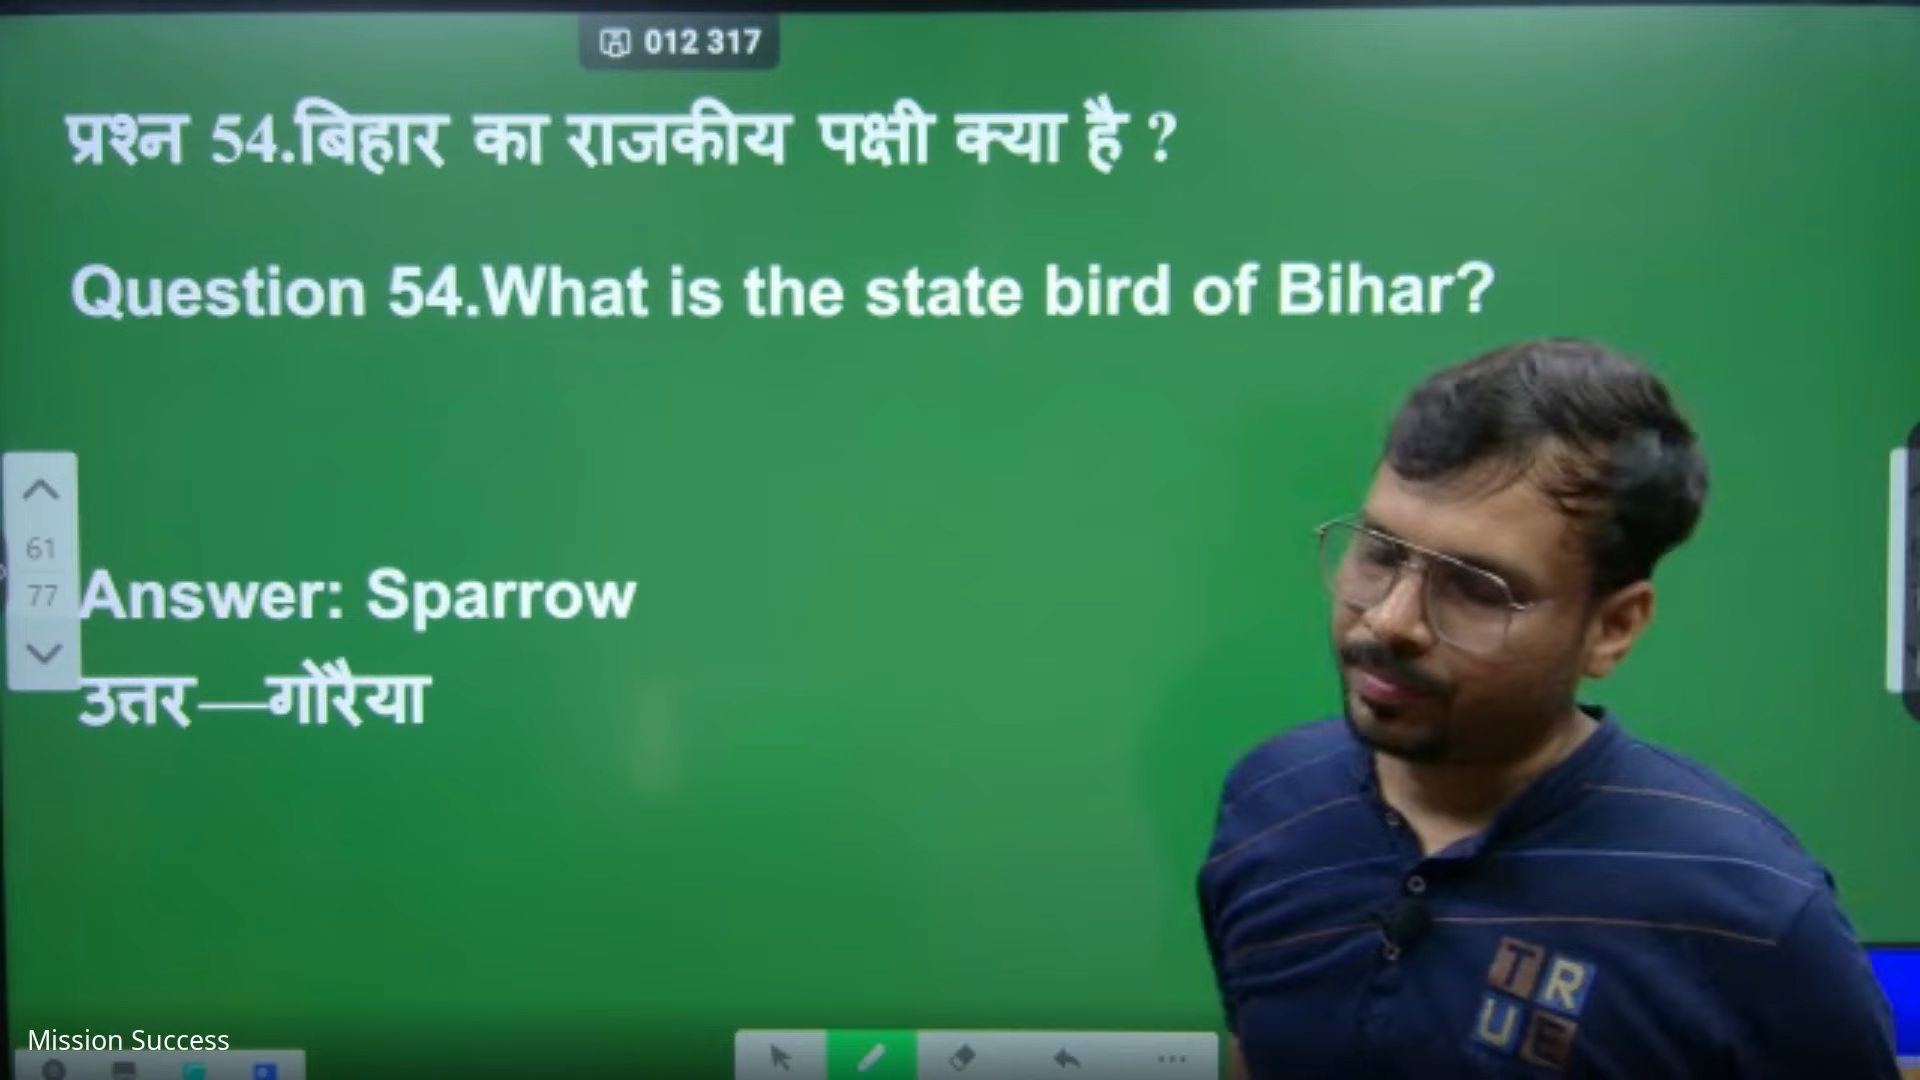 012 317
प्रश्न 54.बिहार का राजकीय पक्षी क्या है ?
Question 54.What is the state bird of Bihar?
61
77
Answer: Sparrow
उत्तर—गोरैया
TR
UE
Mission Success